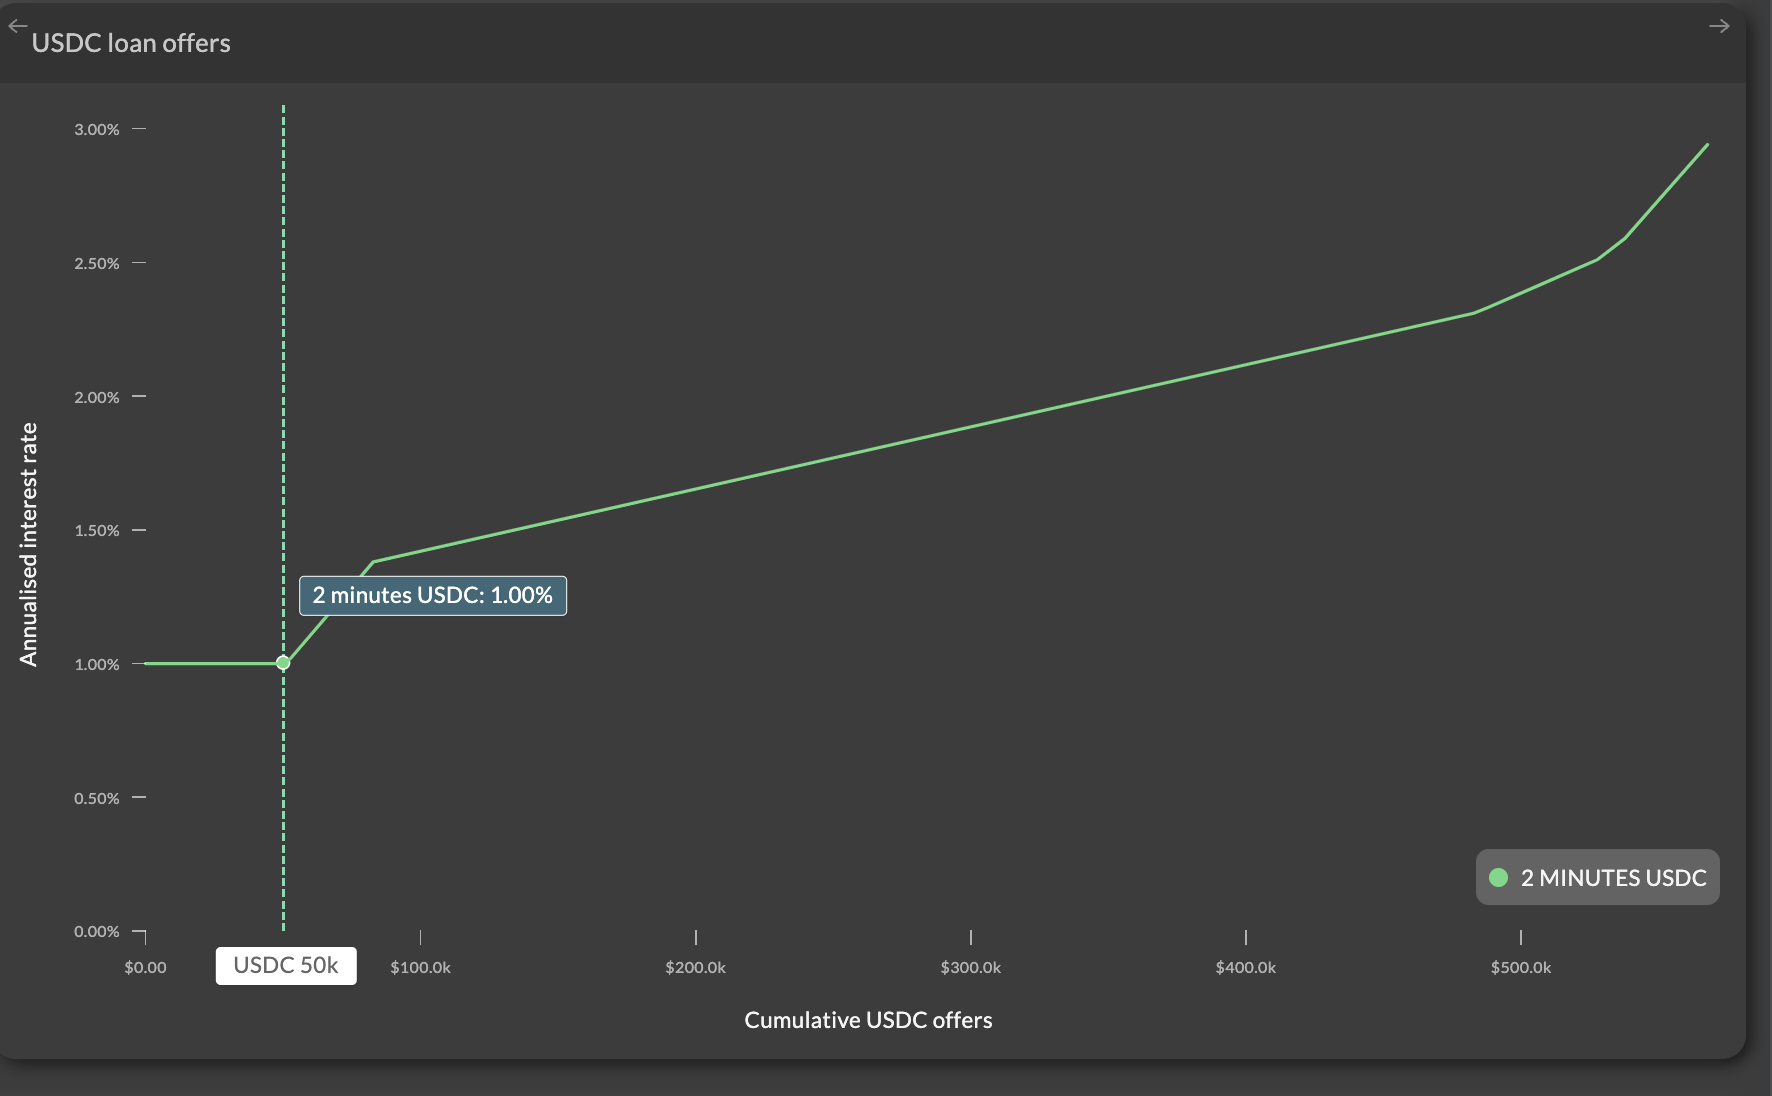 USDC loan offers
3.00%
2.50%
2.00%
1.50%
1.00%
0.50%
0.00%
Annualised interest rate
2 minutes USDC: 1.00%
2 MINUTES USDC
$0.00
USDC 50k
$100.0k
$200.0k
$300.0k
$400.0k
$500.0k
Cumulative USDC offers